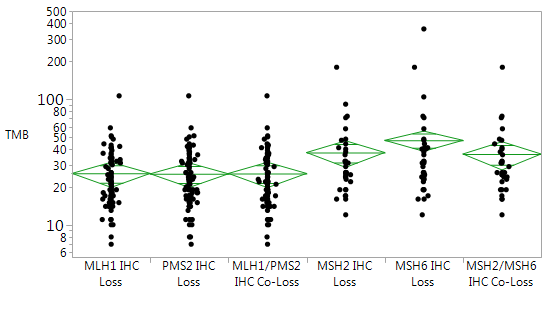 500
400
300
200
100
80
60
50
40
30
20
10
8
6
TMB
MLH1 IHC Loss
PMS2 IHC Loss
MLH1/PMS2 IHC Co-Loss
MSH2 IHC Loss
MSH6 IHC Loss
MSH2/MSH6 IHC Co-Loss